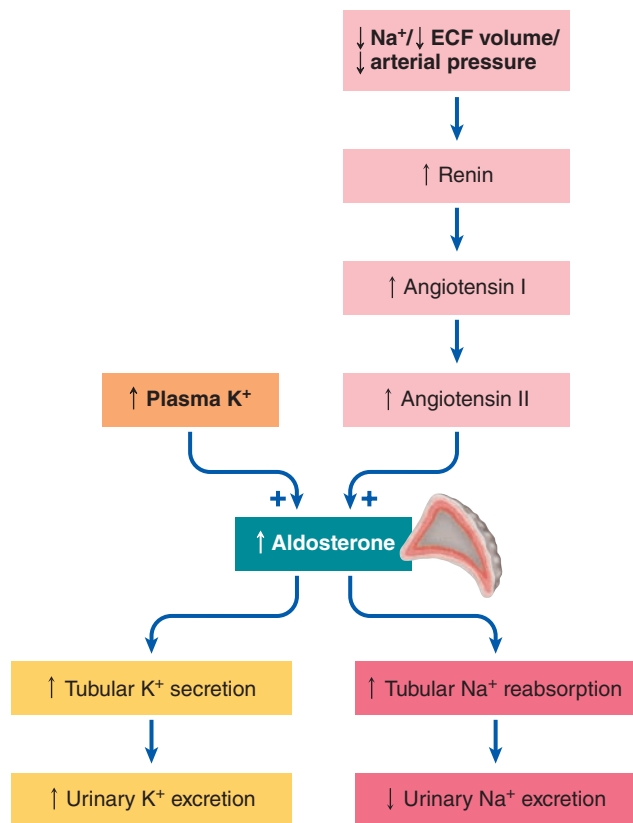 ↓ Na⁺/↓ ECF volume/
↓ arterial pressure
↑ Renin
↑ Angiotensin I
↑ Plasma K⁺
↑ Angiotensin II
+ +
↑ Aldosterone
↑ Tubular K⁺ secretion
↑ Tubular Na⁺ reabsorption
↑ Urinary K⁺ excretion
↓ Urinary Na⁺ excretion